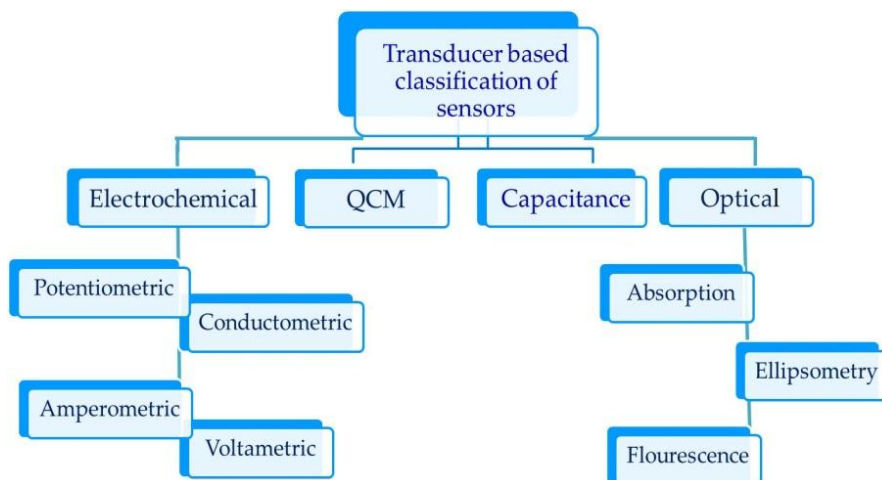 Transducer based
classification of
sensors
Electrochemical
QCM
Capacitance
Optical
Potentiometric
Conductometric
Amperometric
Voltametric
Absorption
Ellipsometry
Flourescence